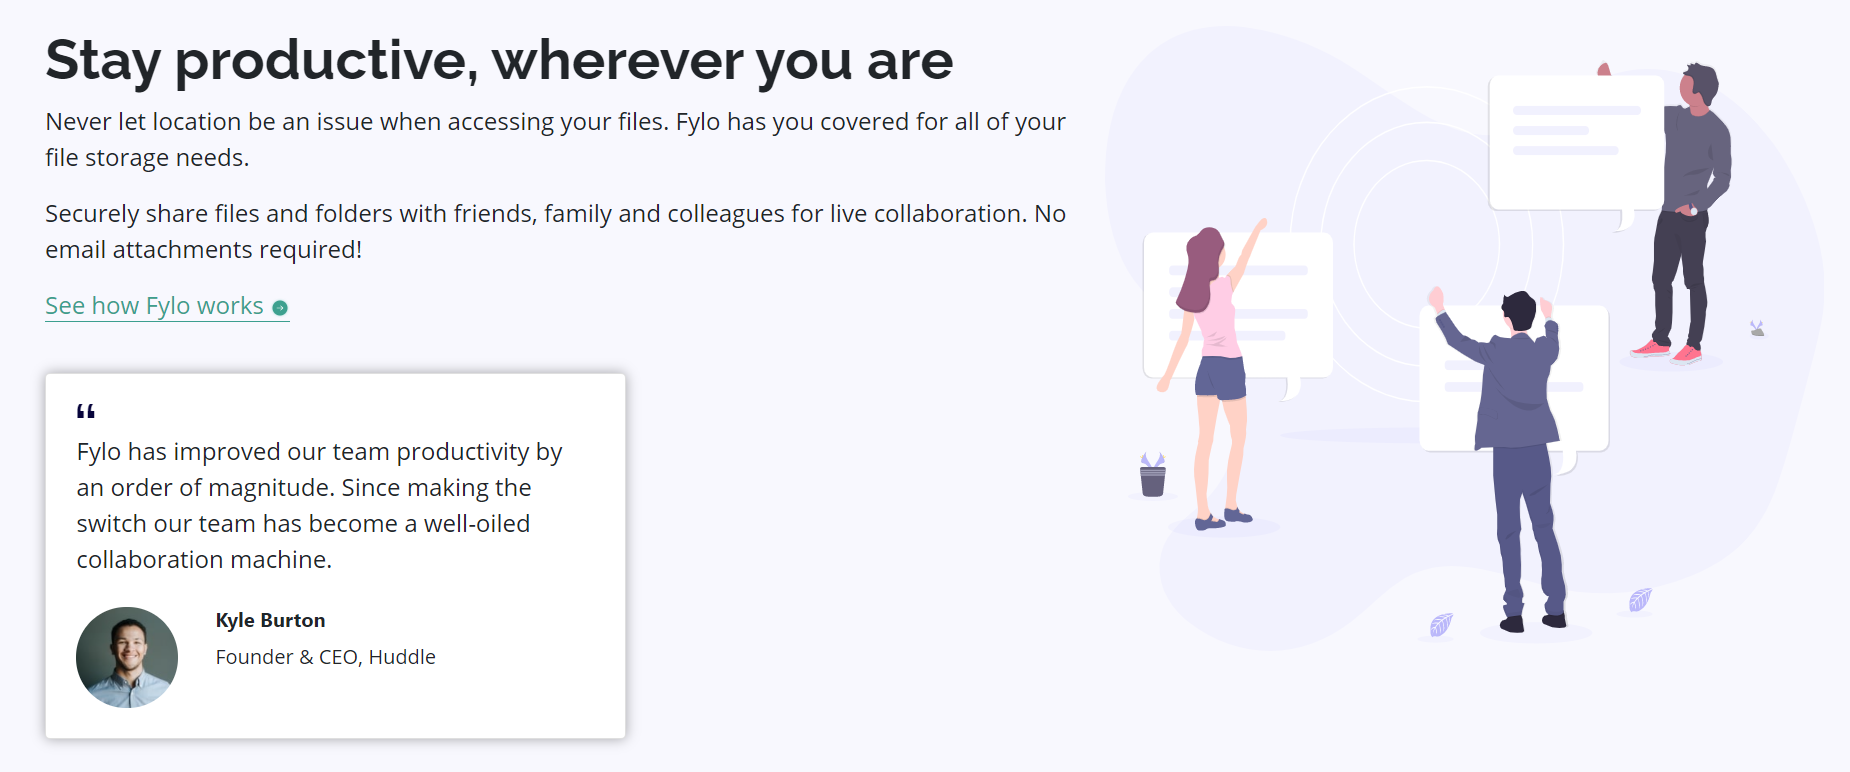 Stay productive, wherever you are
Never let location be an issue when accessing your files. Fylo has you covered for all of your
file storage needs.
Securely share files and folders with friends, family and colleagues for live collaboration. No
email attachments required!
See how Fylo works
“
Fylo has improved our team productivity by
an order of magnitude. Since making the
switch our team has become a well-oiled
collaboration machine.
Kyle Burton
Founder & CEO, Huddle